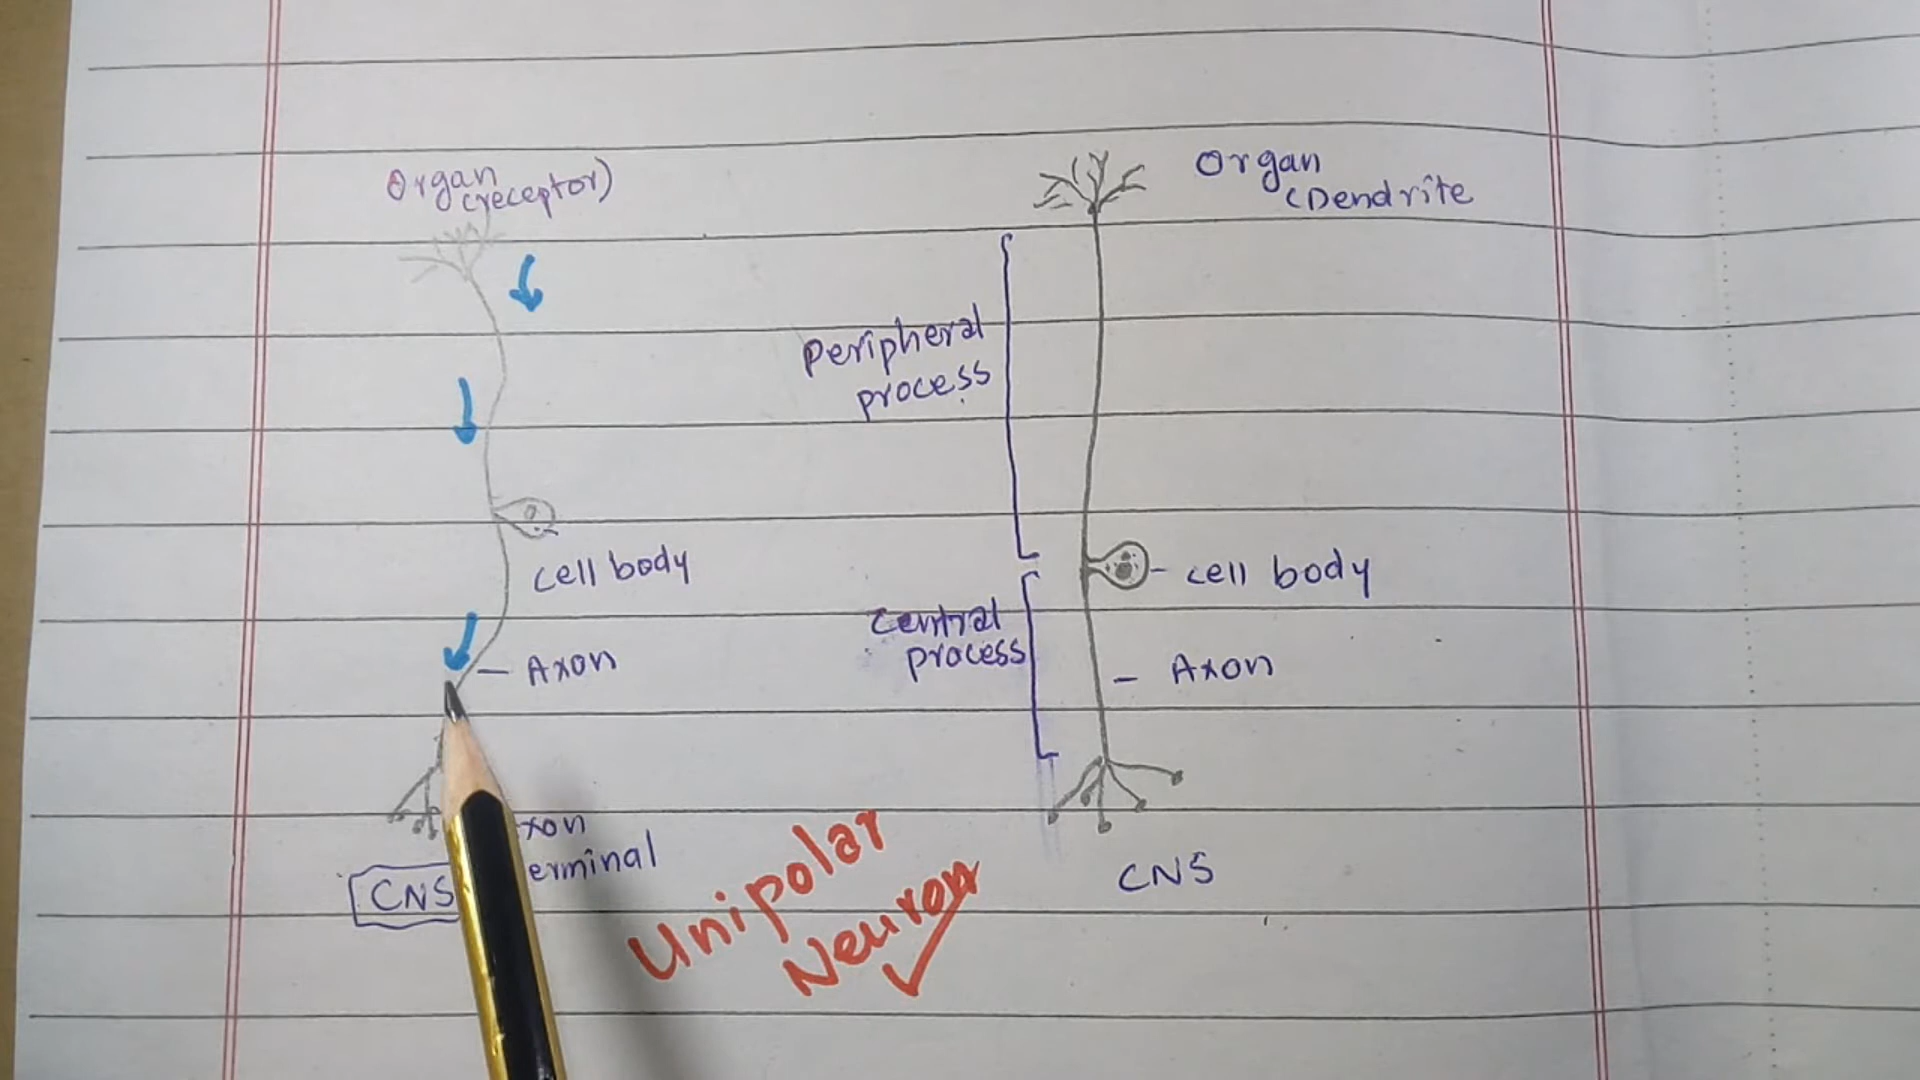 Organ
(receptor)
cell body
- Axon
xon
erminal
CNS
Organ
(Dendrite
Peripheral
process
- cell body
central
process
- Axon
CNS
Unipolar
Neuron